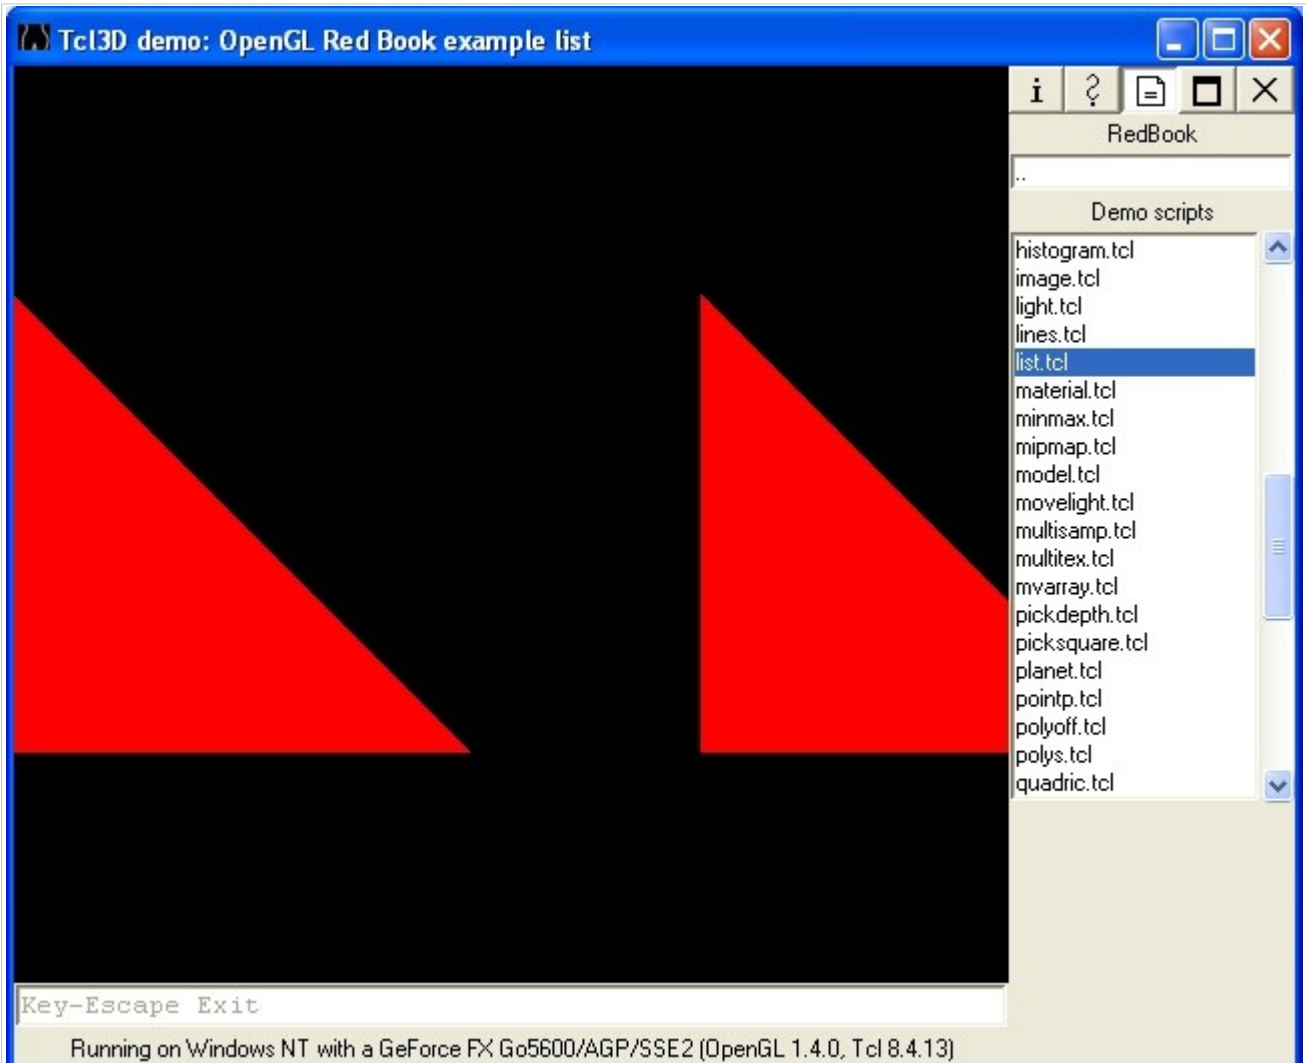 Tcl3D demo: OpenGL Red Book example list
i ?
RedBook
..
Demo scripts
histogram.tcl
image.tcl
light.tcl
lines.tcl
list.tcl
material.tcl
minmax.tcl
mipmap.tcl
model.tcl
movelight.tcl
multisamp.tcl
multitex.tcl
mvarray.tcl
pickdepth.tcl
picksquare.tcl
planet.tcl
pointp.tcl
polyoff.tcl
polys.tcl
quadric.tcl
Key-Escape Exit
Running on Windows NT with a GeForce FX Go5600/AGP/SSE2 (OpenGL 1.4.0, Tcl 8.4.13)